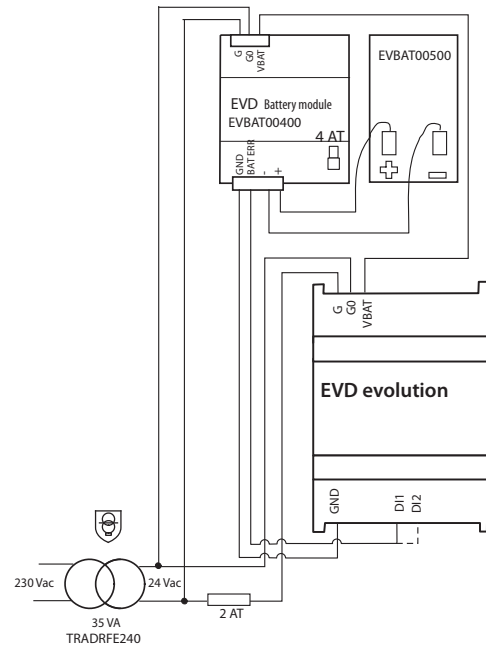 G
G0
VBAT
EVD Battery module
EVBAT00400
4 AT
GND
BAT ERR
-
+
EVBAT00500
G
G0
VBAT
EVD evolution
GND
DI1
DI2
230 Vac
24 Vac
2 AT
35 VA
TRADRFE240